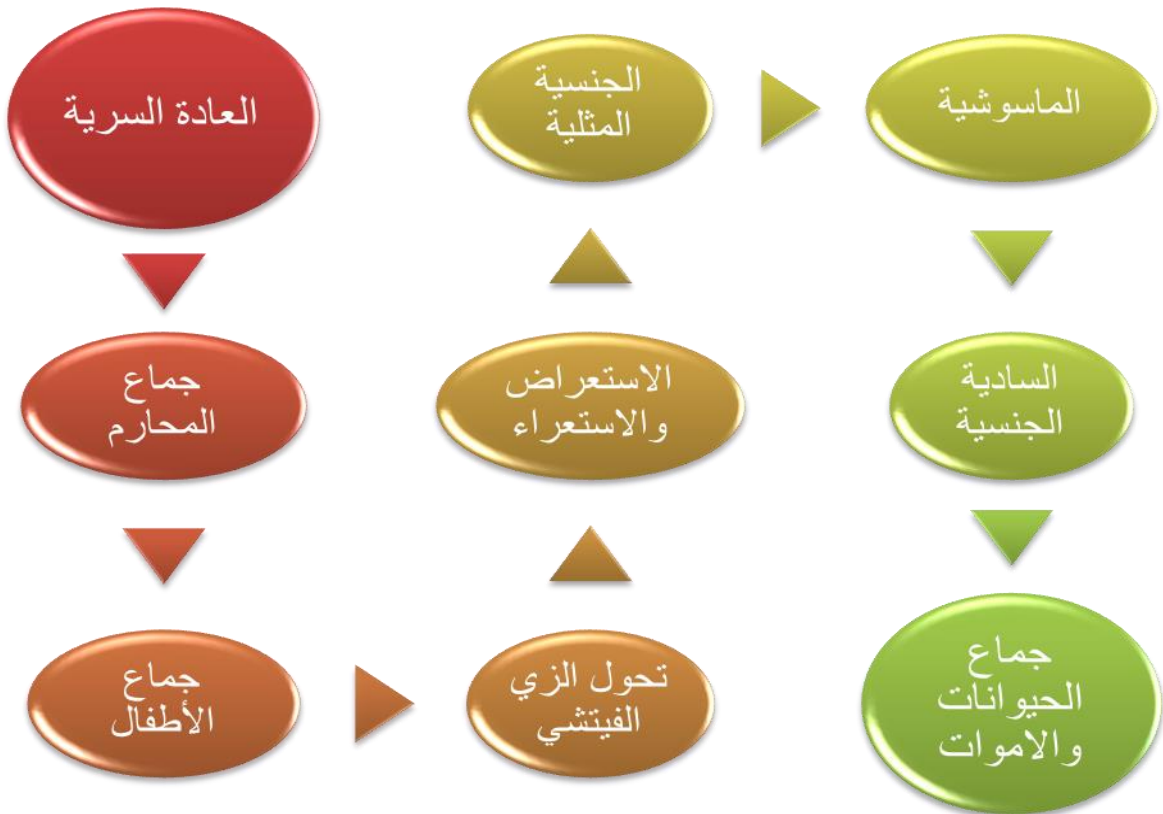 العادة السرية
جماع
المحارم
جماع
الأطفال
تحول الزي
الفيتشي
الاستعراض
والاستعراء
الجنسية
المثلية
الماسوشية
السادية
الجنسية
جماع
الحيوانات
والاموات